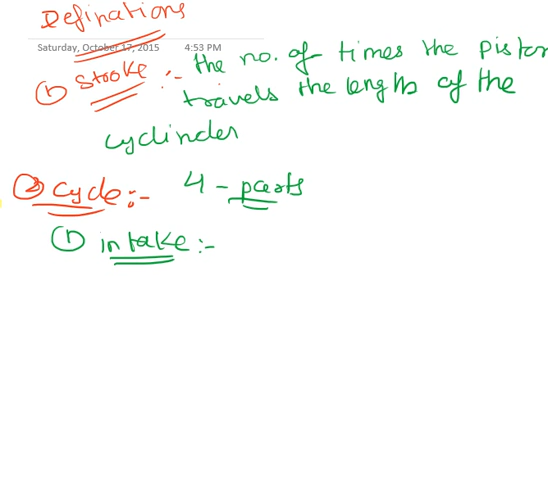 Definations
Saturday, October 17, 2015 4:53 PM
① Stroke :- the no. of times the piston
travels the length of the
cyclinder
② Cycle :- 4 - parts
① intake :-